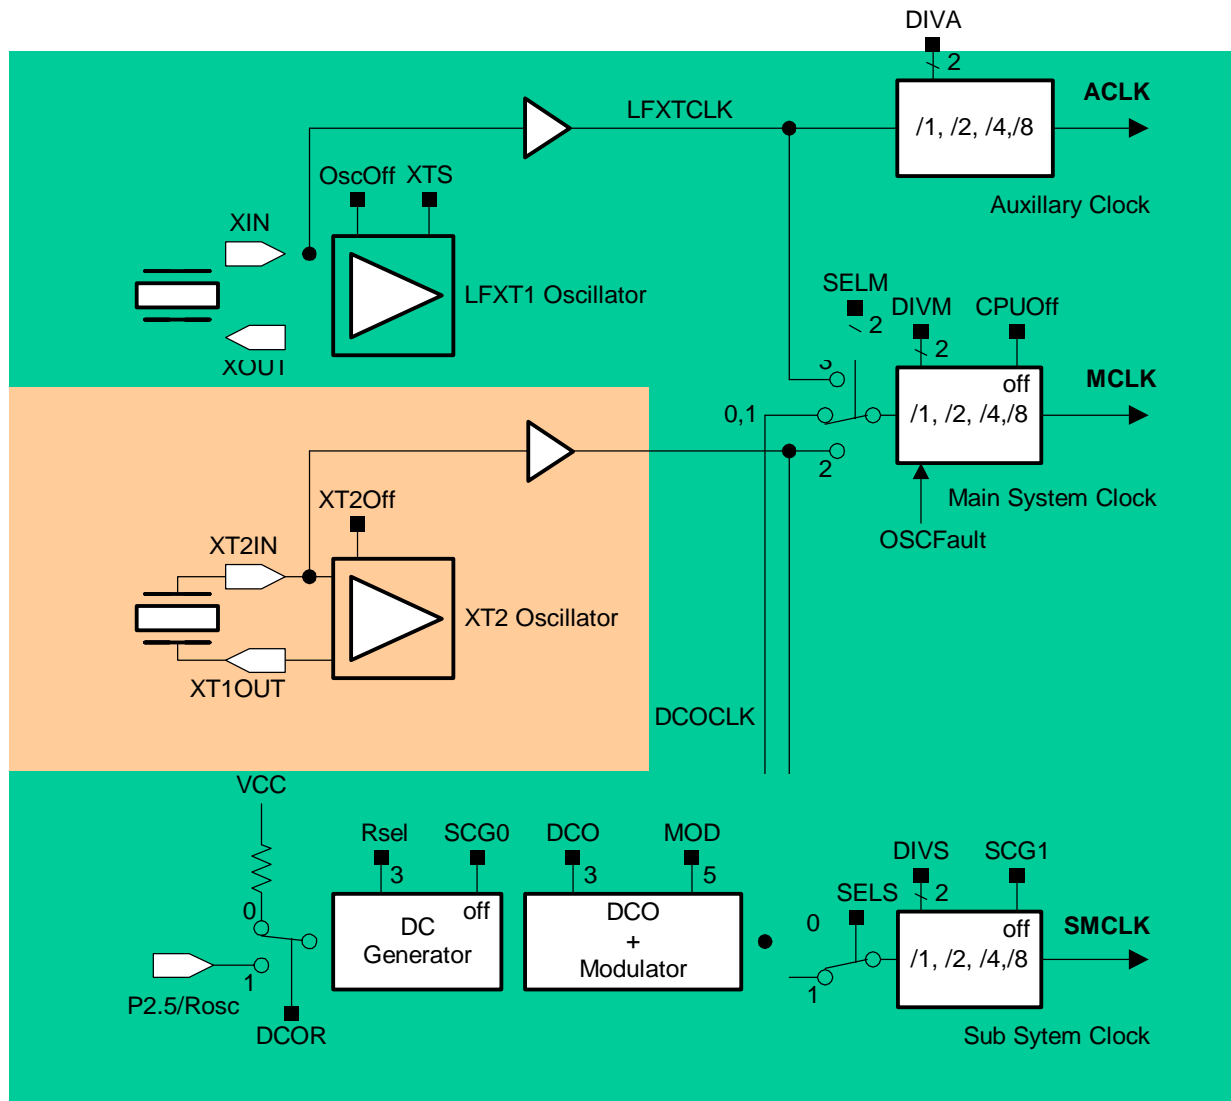 DIVA
2
ACLK
LFXTCLK
/1, /2, /4,/8
OscOff XTS
Auxillary Clock
XIN
LFXT1 Oscillator
SELM
2
DIVM
2
CPUOff
XOUT
3
off
MCLK
0,1
/1, /2, /4,/8
2
XT2Off
Main System Clock
OSCFault
XT2IN
XT2 Oscillator
XT1OUT
DCOCLK
VCC
Rsel
3
SCG0
DCO
3
MOD
5
DIVS
2
SCG1
SELS
0
off
DC
Generator
DCO
+
Modulator
0
off
SMCLK
/1, /2, /4,/8
1
1
P2.5/Rosc
DCOR
Sub Sytem Clock